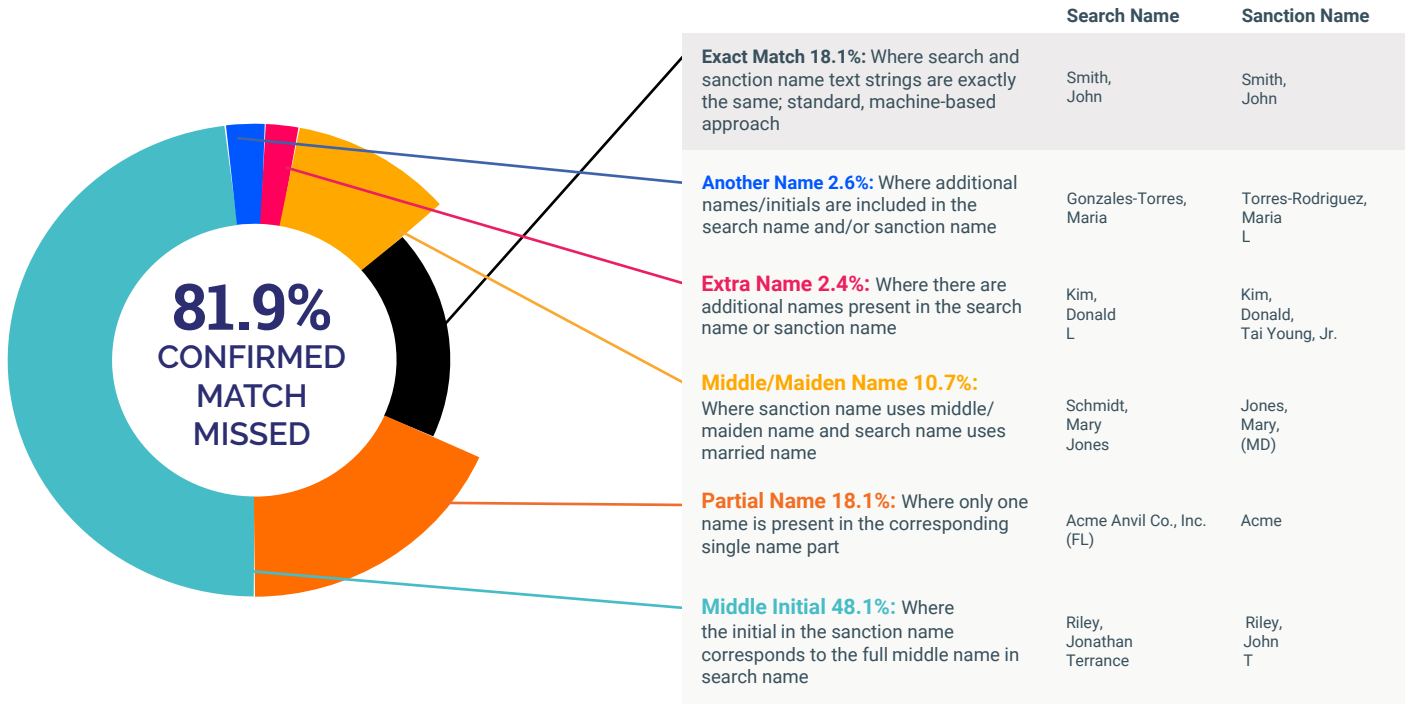 81.9%
CONFIRMED
MATCH
MISSED
Search Name
Sanction Name
Exact Match 18.1%: Where search and
sanction name text strings are exactly
the same; standard, machine-based
approach
Smith,
John
Smith,
John
Another Name 2.6%: Where additional
names/initials are included in the
search name and/or sanction name
Gonzales-Torres,
Maria
Torres-Rodriguez,
Maria
L
Extra Name 2.4%: Where there are
additional names present in the search
name or sanction name
Kim,
Donald
L
Kim,
Donald,
Tai Young, Jr.
Middle/Maiden Name 10.7%:
Where sanction name uses middle/
maiden name and search name uses
married name
Schmidt,
Mary
Jones
Jones,
Mary,
(MD)
Partial Name 18.1%: Where only one
name is present in the corresponding
single name part
Acme Anvil Co., Inc.
(FL)
Acme
Middle Initial 48.1%: Where
the initial in the sanction name
corresponds to the full middle name in
search name
Riley,
Jonathan
Terrance
Riley,
John
T